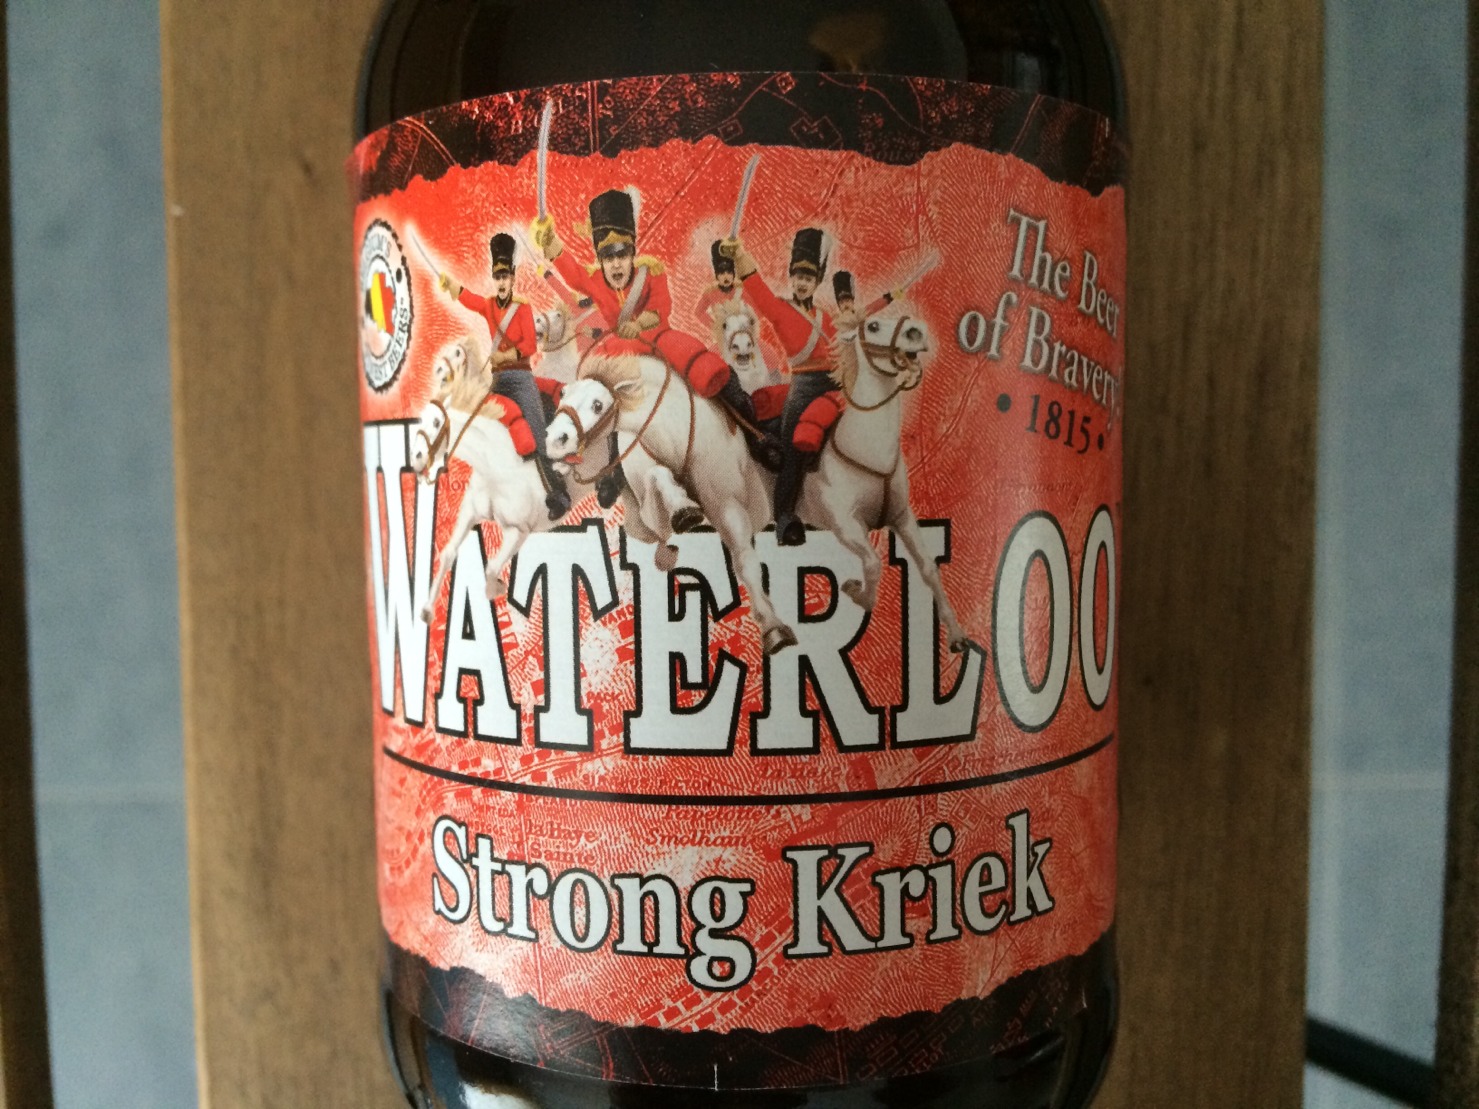 The Beer
of Bravery
• 1815 •
WATERLOO
la Haye
Sainte
Papelotte
Smolhain
Strong Kriek